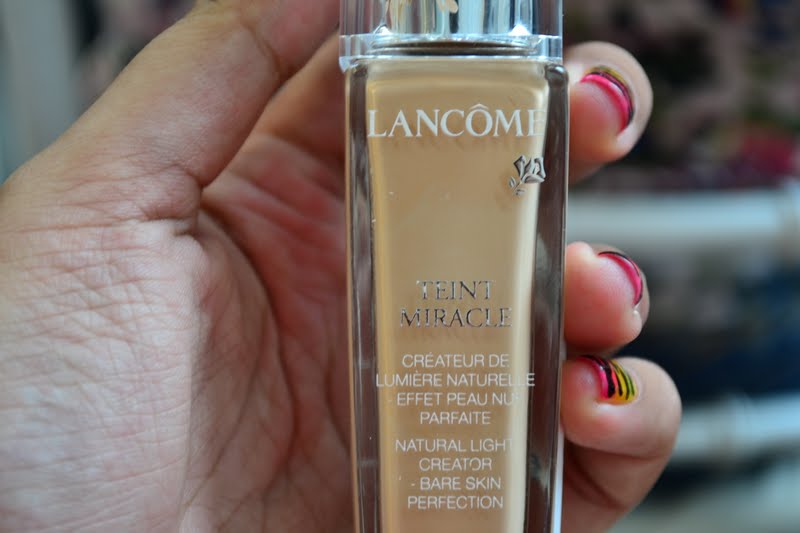 LANCÔME
TEINT
MIRACLE
CRÉATEUR DE
LUMIÈRE NATURELLE
- EFFET PEAU NUE
PARFAITE
NATURAL LIGHT
CREATOR
- BARE SKIN
PERFECTION